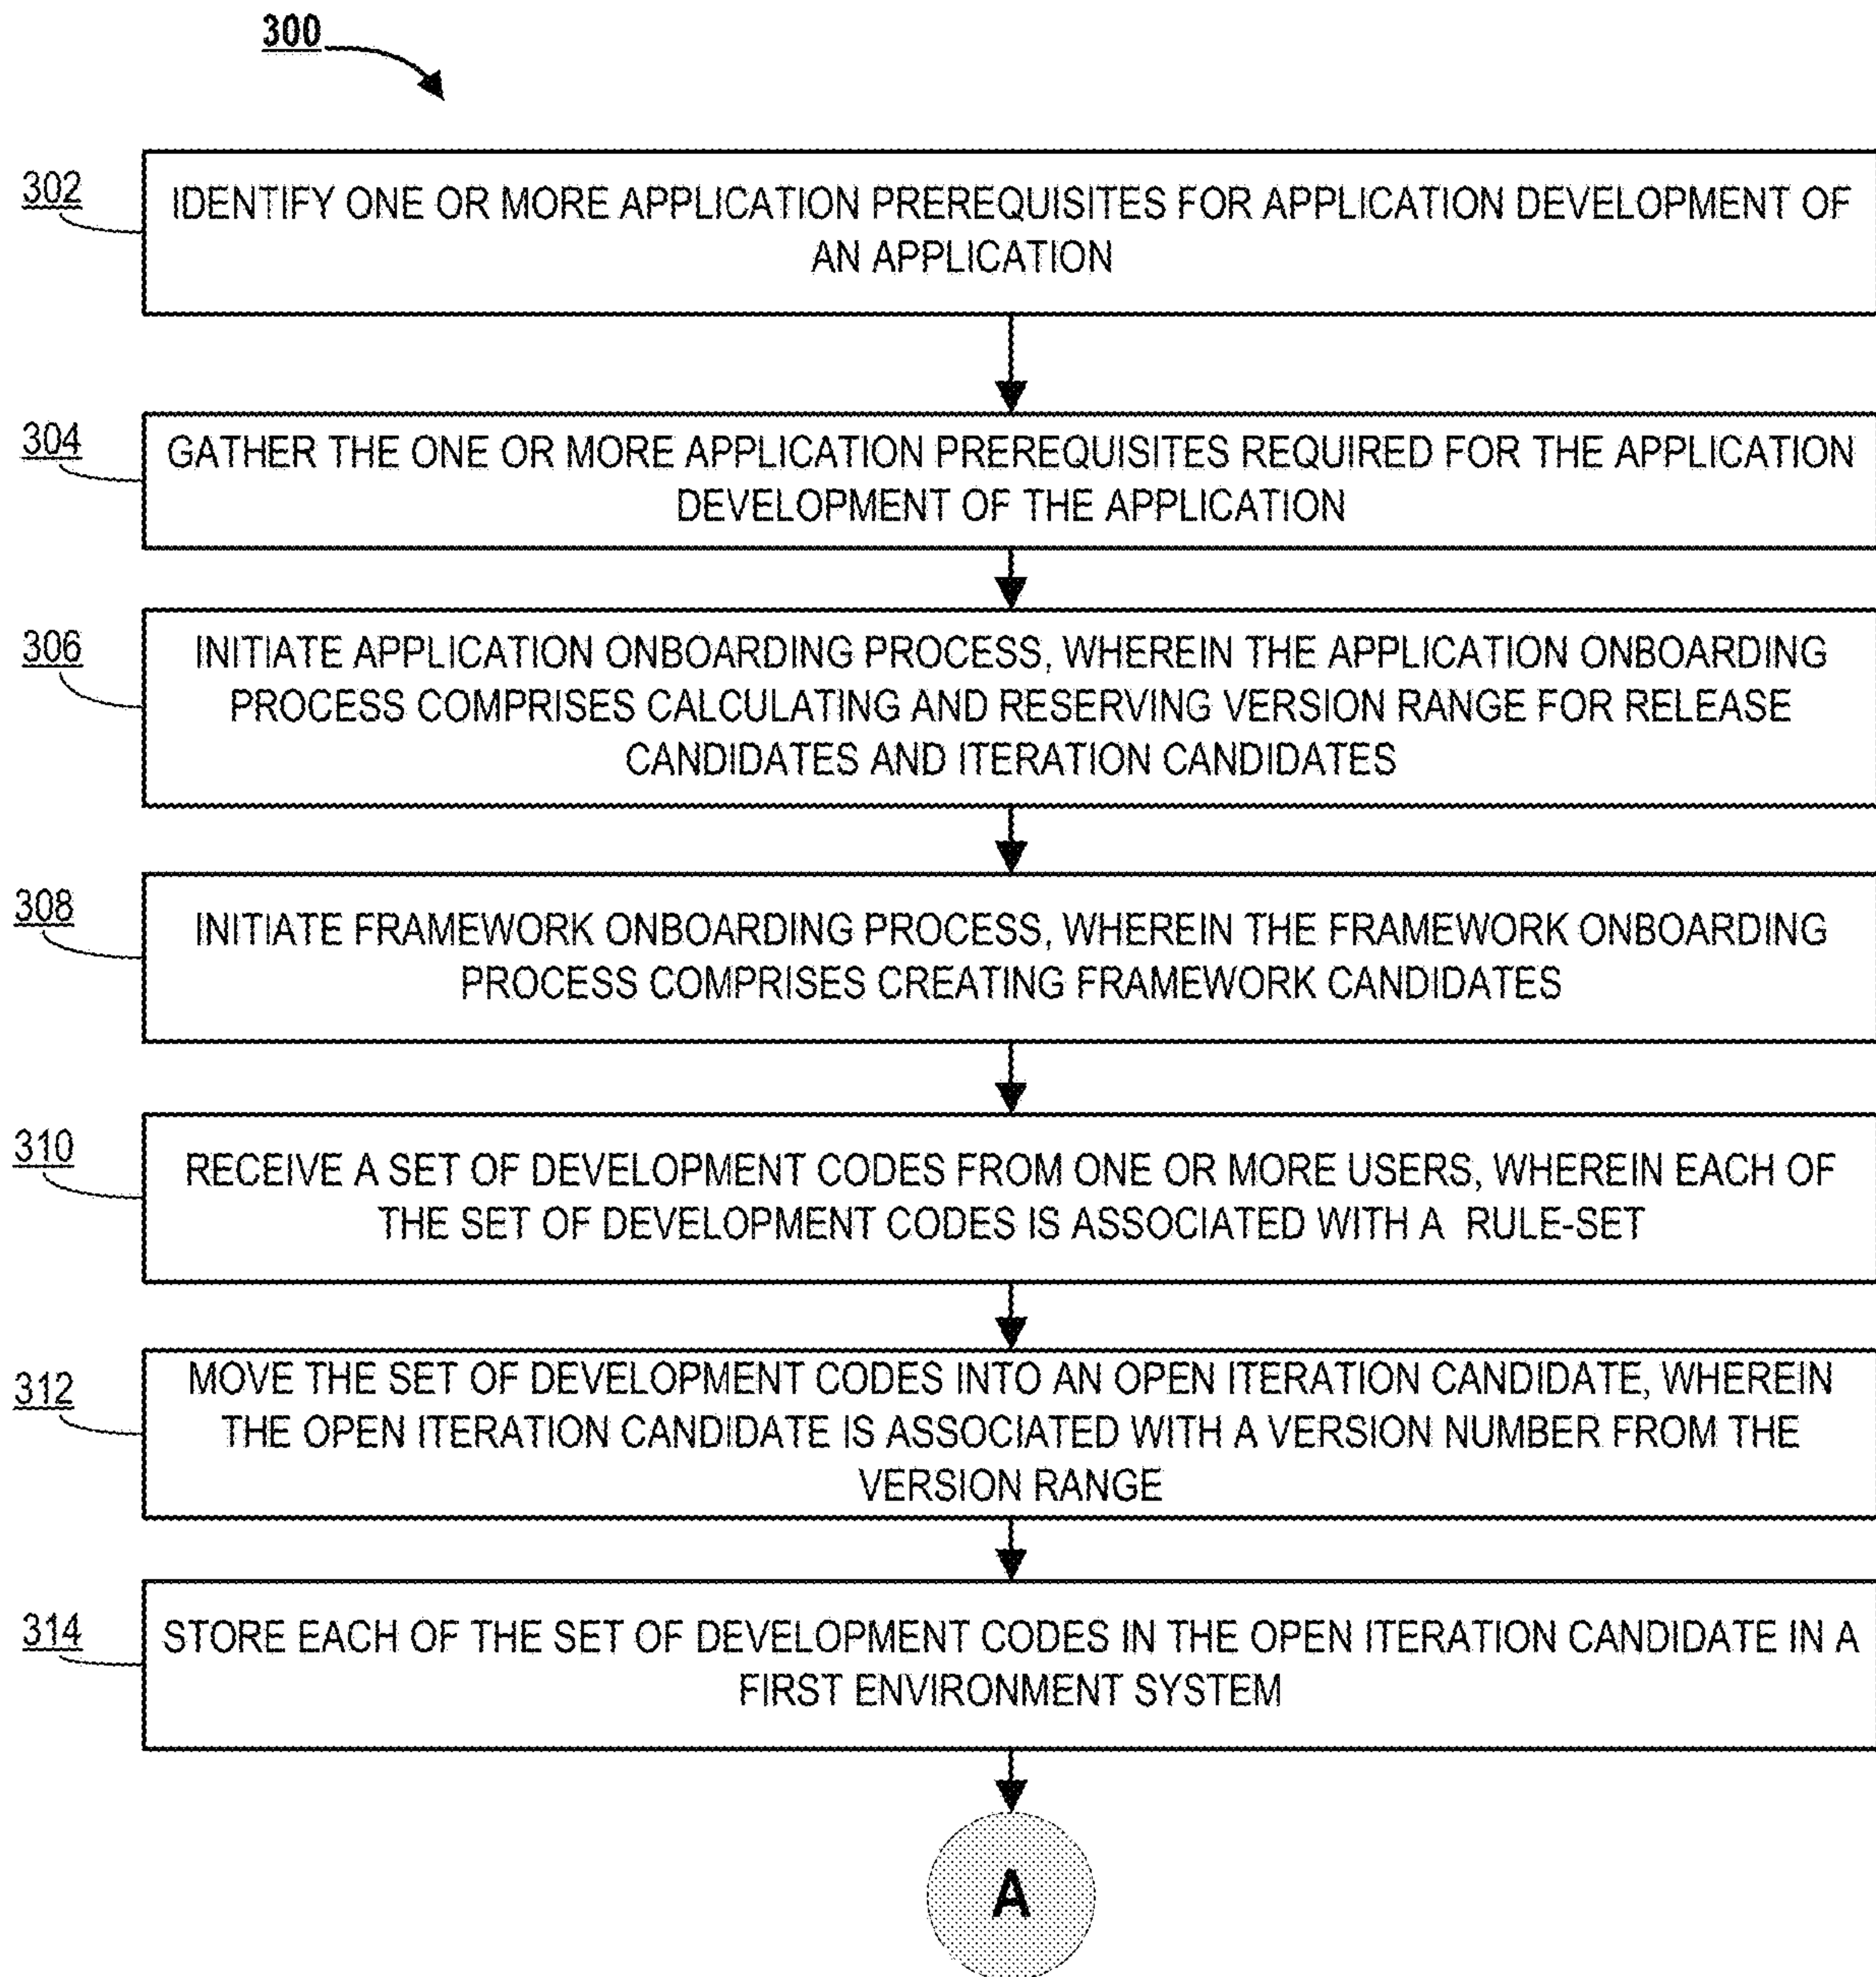 300
302
IDENTIFY ONE OR MORE APPLICATION PREREQUISITES FOR APPLICATION DEVELOPMENT OF
AN APPLICATION
304
GATHER THE ONE OR MORE APPLICATION PREREQUISITES REQUIRED FOR THE APPLICATION
DEVELOPMENT OF THE APPLICATION
306
INITIATE APPLICATION ONBOARDING PROCESS, WHEREIN THE APPLICATION ONBOARDING
PROCESS COMPRISES CALCULATING AND RESERVING VERSION RANGE FOR RELEASE
CANDIDATES AND ITERATION CANDIDATES
308
INITIATE FRAMEWORK ONBOARDING PROCESS, WHEREIN THE FRAMEWORK ONBOARDING
PROCESS COMPRISES CREATING FRAMEWORK CANDIDATES
310
RECEIVE A SET OF DEVELOPMENT CODES FROM ONE OR MORE USERS, WHEREIN EACH OF
THE SET OF DEVELOPMENT CODES IS ASSOCIATED WITH A RULE-SET
312
MOVE THE SET OF DEVELOPMENT CODES INTO AN OPEN ITERATION CANDIDATE, WHEREIN
THE OPEN ITERATION CANDIDATE IS ASSOCIATED WITH A VERSION NUMBER FROM THE
VERSION RANGE
314
STORE EACH OF THE SET OF DEVELOPMENT CODES IN THE OPEN ITERATION CANDIDATE IN A
FIRST ENVIRONMENT SYSTEM
A